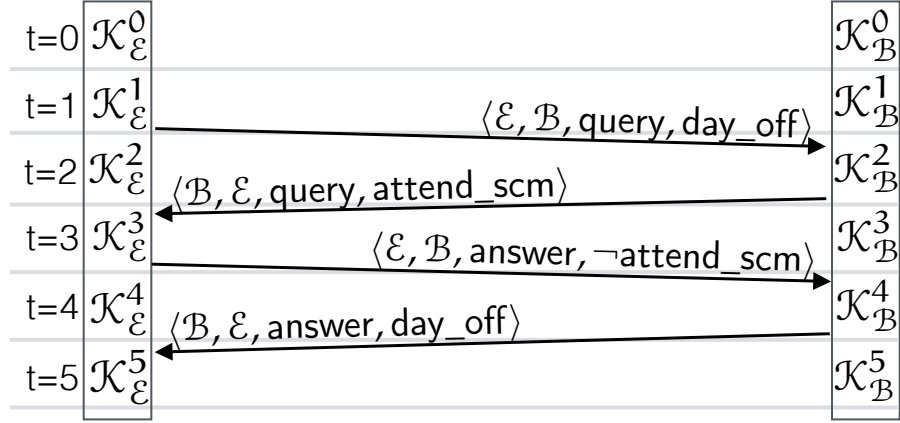 t=0 𝒦⁰_ℰ 𝒦⁰_ℬ
t=1 𝒦¹_ℰ 𝒦¹_ℬ
⟨ℰ, ℬ, query, day_off⟩
t=2 𝒦²_ℰ 𝒦²_ℬ
⟨ℬ, ℰ, query, attend_scm⟩
t=3 𝒦³_ℰ 𝒦³_ℬ
⟨ℰ, ℬ, answer, ¬attend_scm⟩
t=4 𝒦⁴_ℰ 𝒦⁴_ℬ
⟨ℬ, ℰ, answer, day_off⟩
t=5 𝒦⁵_ℰ 𝒦⁵_ℬ